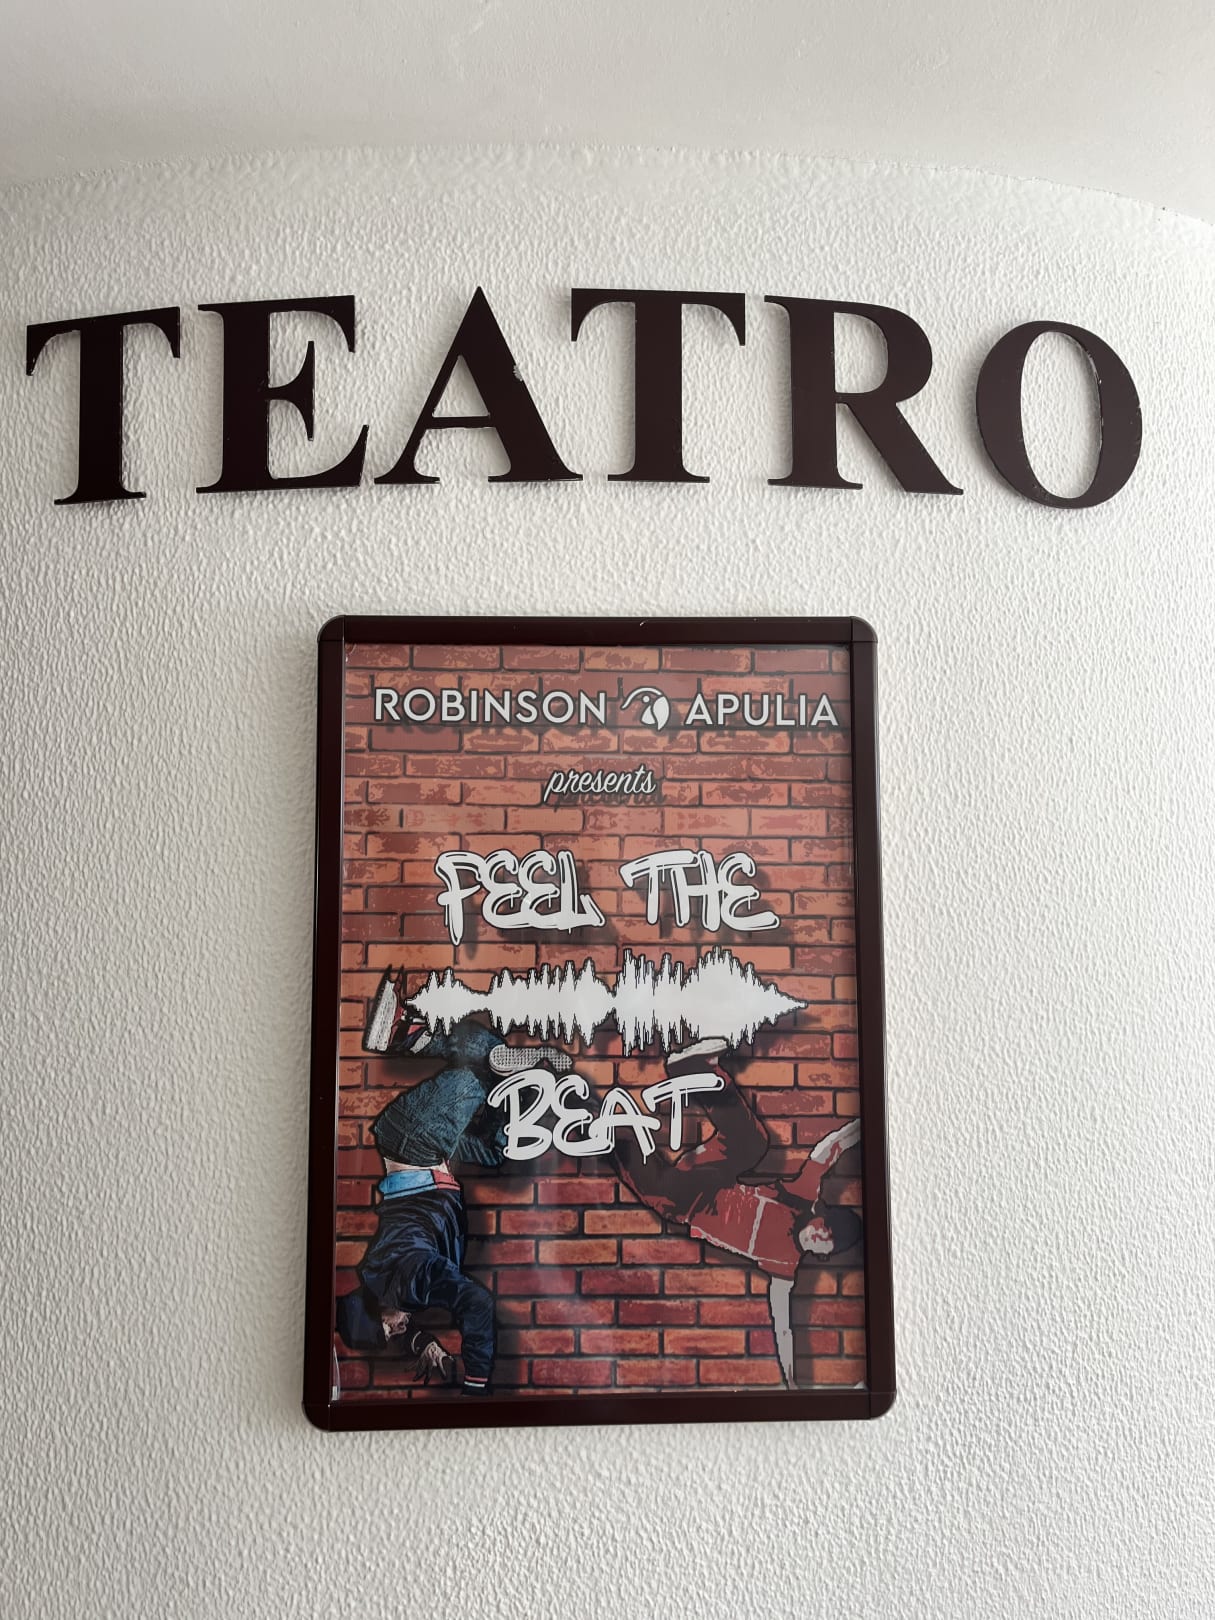 TEATRO
ROBINSON APULIA
presents
FEEL THE
BEAT